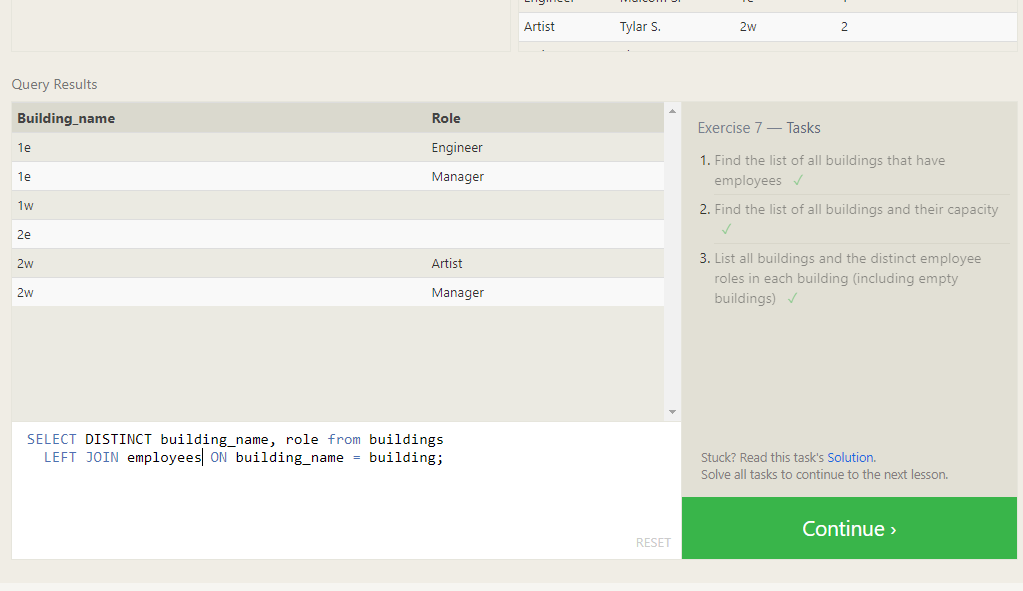 Engineer Malcom S. 1e
Artist Tylar S. 2w 2
Query Results
Building_name Role
1e Engineer
1e Manager
1w
2e
2w Artist
2w Manager
SELECT DISTINCT building_name, role from buildings
LEFT JOIN employees ON building_name = building;
RESET
Exercise 7 — Tasks
1. Find the list of all buildings that have
employees ✓
2. Find the list of all buildings and their capacity
✓
3. List all buildings and the distinct employee
roles in each building (including empty
buildings) ✓
Stuck? Read this task's Solution.
Solve all tasks to continue to the next lesson.
Continue ›